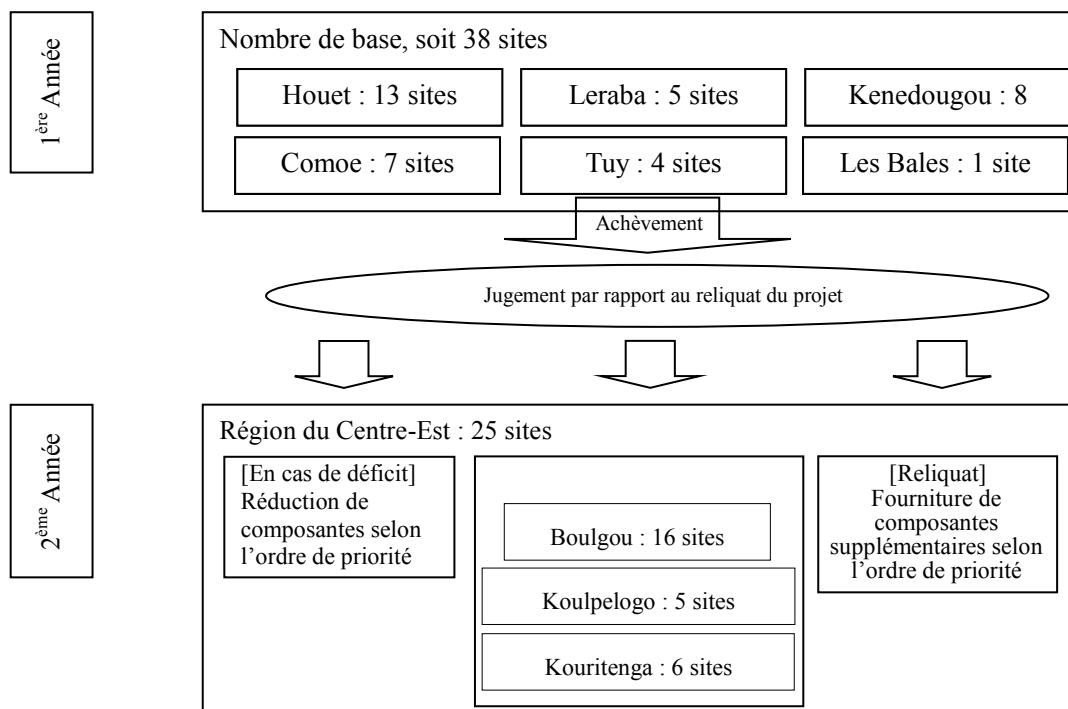 1ère Année
Nombre de base, soit 38 sites
Houet : 13 sites
Leraba : 5 sites
Kenedougou : 8
Comoe : 7 sites
Tuy : 4 sites
Les Bales : 1 site
Achèvement
Jugement par rapport au reliquat du projet
2ème Année
Région du Centre-Est : 25 sites
[En cas de déficit]
Réduction de
composantes selon
l’ordre de priorité
Boulgou : 16 sites
Koulpelogo : 5 sites
Kouritenga : 6 sites
[Reliquat]
Fourniture de
composantes
supplémentaires selon
l’ordre de priorité